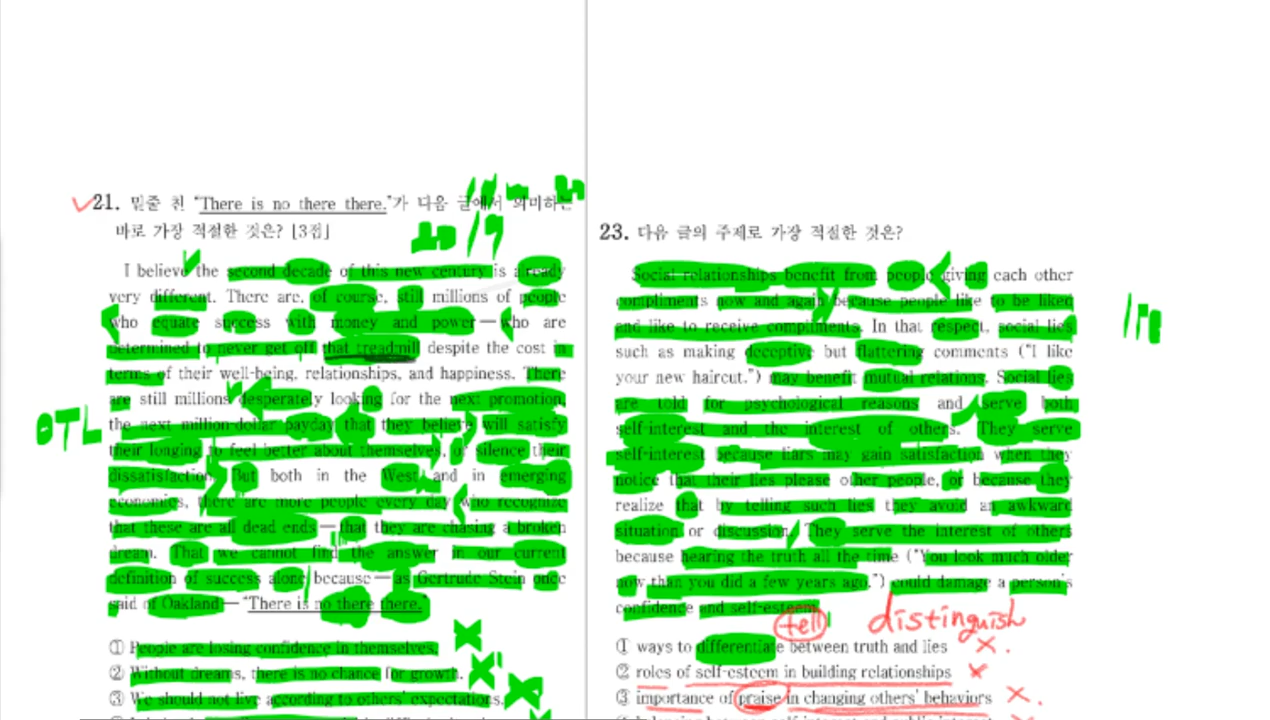 21. 밑줄 친 "There is no there there."가 다음 글에서 의미하는
바로 가장 적절한 것은? [3점]
I believe the second decade of this new century is already
very different. There are, of course, still millions of people
who equate success with money and power—who are
determined to never get off that treadmill despite the cost in
terms of their well-being, relationships, and happiness. There
are still millions desperately looking for the next promotion,
the next million-dollar payday that they believe will satisfy
their longing to feel better about themselves, or silence their
dissatisfaction. But both in the West and in emerging
economies, there are more people every day who recognize
that these are all dead ends—that they are chasing a broken
dream. That we cannot find the answer in our current
definition of success alone because—as Gertrude Stein once
said of Oakland—"There is no there there."
① People are losing confidence in themselves.
② Without dreams, there is no chance for growth.
③ We should not live according to others' expectations.
OTL
23. 다음 글의 주제로 가장 적절한 것은?
Social relationships benefit from people giving each other
compliments now and again because people like to be liked
and like to receive compliments. In that respect, social lies
such as making deceptive but flattering comments ("I like
your new haircut.") may benefit mutual relations. Social lies
are told for psychological reasons and serve both
self-interest and the interest of others. They serve
self-interest because liars may gain satisfaction when they
notice that their lies please other people, or because they
realize that by telling such lies they avoid an awkward
situation or discussion. They serve the interest of others
because hearing the truth all the time ("You look much older
now than you did a few years ago.") could damage a person's
confidence and self-esteem.
tell distinguish
① ways to differentiate between truth and lies
② roles of self-esteem in building relationships
③ importance of praise in changing others' behaviors